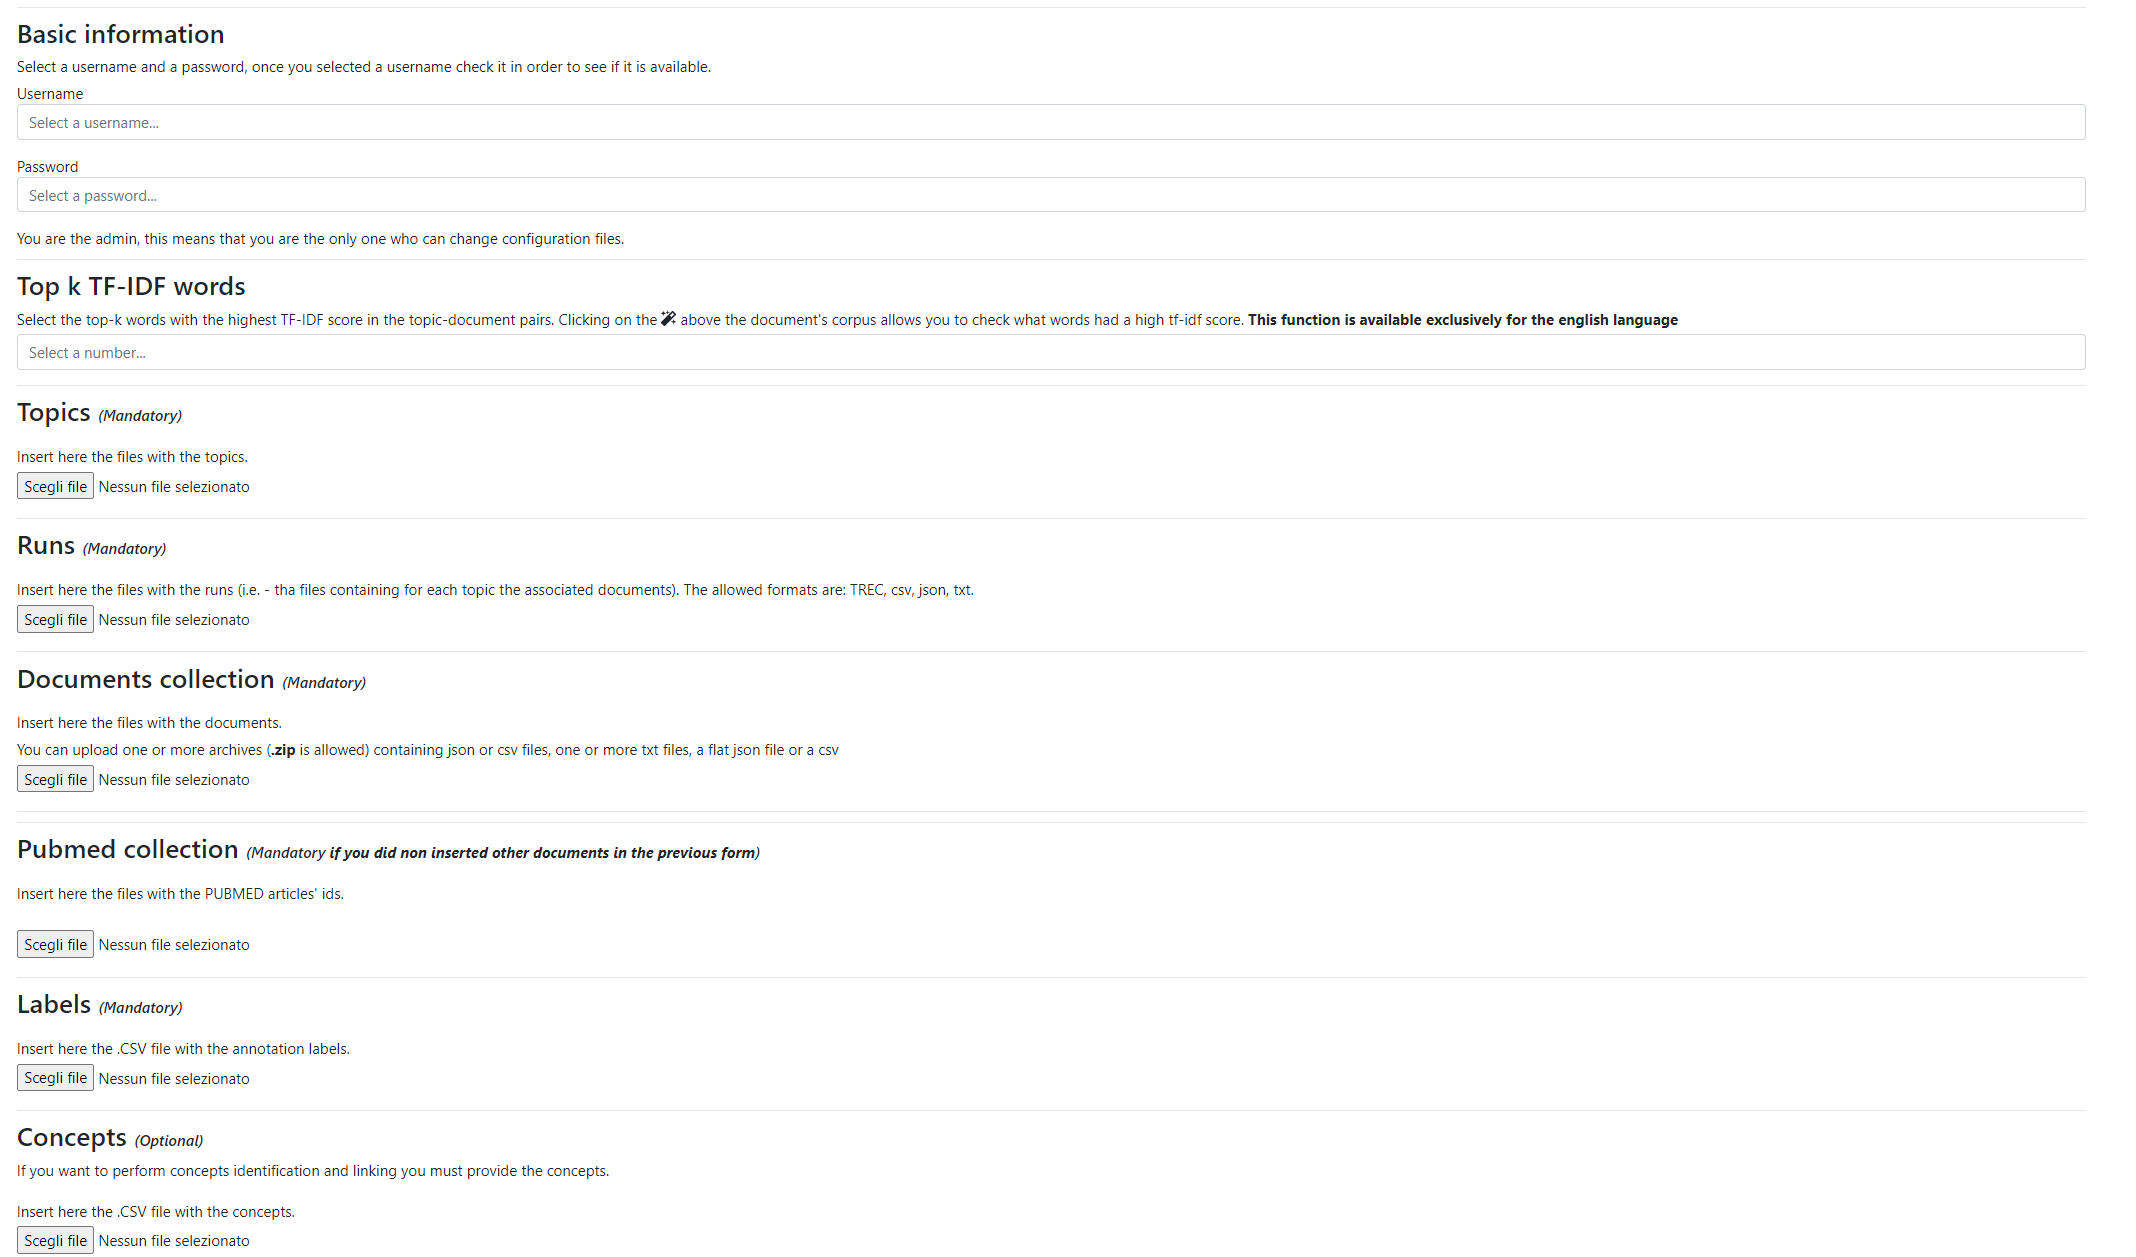 Basic information
Select a username and a password, once you selected a username check it in order to see if it is available.
Username
Select a username...
Password
Select a password...
You are the admin, this means that you are the only one who can change configuration files.
Top k TF-IDF words
Select the top-k words with the highest TF-IDF score in the topic-document pairs. Clicking on the above the document's corpus allows you to check what words had a high tf-idf score. This function is available exclusively for the english language
Select a number...
Topics (Mandatory)
Insert here the files with the topics.
Scegli file Nessun file selezionato
Runs (Mandatory)
Insert here the files with the runs (i.e. - tha files containing for each topic the associated documents). The allowed formats are: TREC, csv, json, txt.
Scegli file Nessun file selezionato
Documents collection (Mandatory)
Insert here the files with the documents.
You can upload one or more archives (.zip is allowed) containing json or csv files, one or more txt files, a flat json file or a csv
Scegli file Nessun file selezionato
Pubmed collection (Mandatory if you did non inserted other documents in the previous form)
Insert here the files with the PUBMED articles' ids.
Scegli file Nessun file selezionato
Labels (Mandatory)
Insert here the .CSV file with the annotation labels.
Scegli file Nessun file selezionato
Concepts (Optional)
If you want to perform concepts identification and linking you must provide the concepts.
Insert here the .CSV file with the concepts.
Scegli file Nessun file selezionato